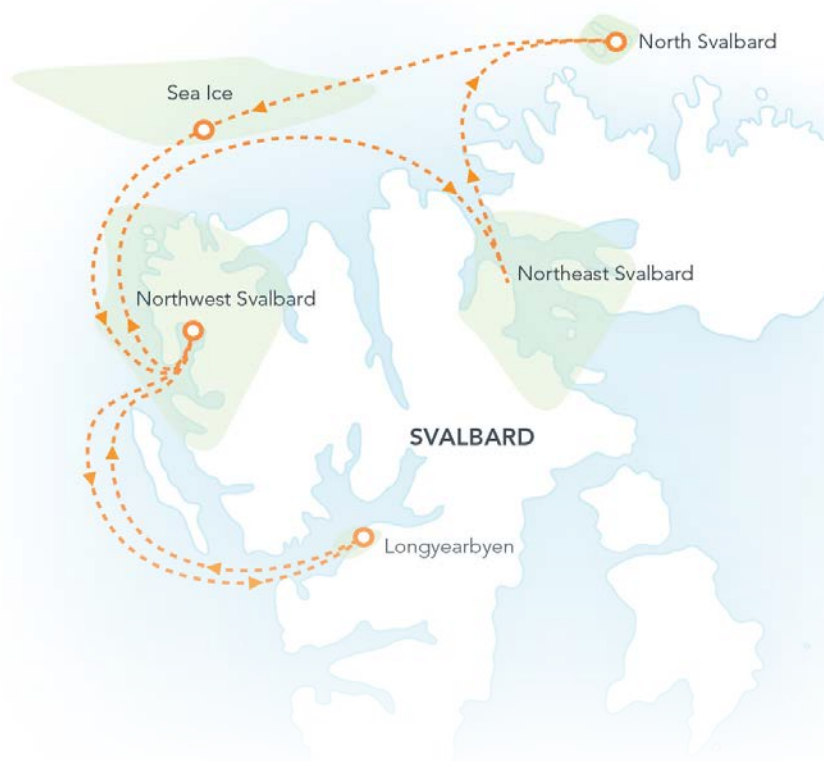 North Svalbard
Sea Ice
Northeast Svalbard
Northwest Svalbard
SVALBARD
Longyearbyen